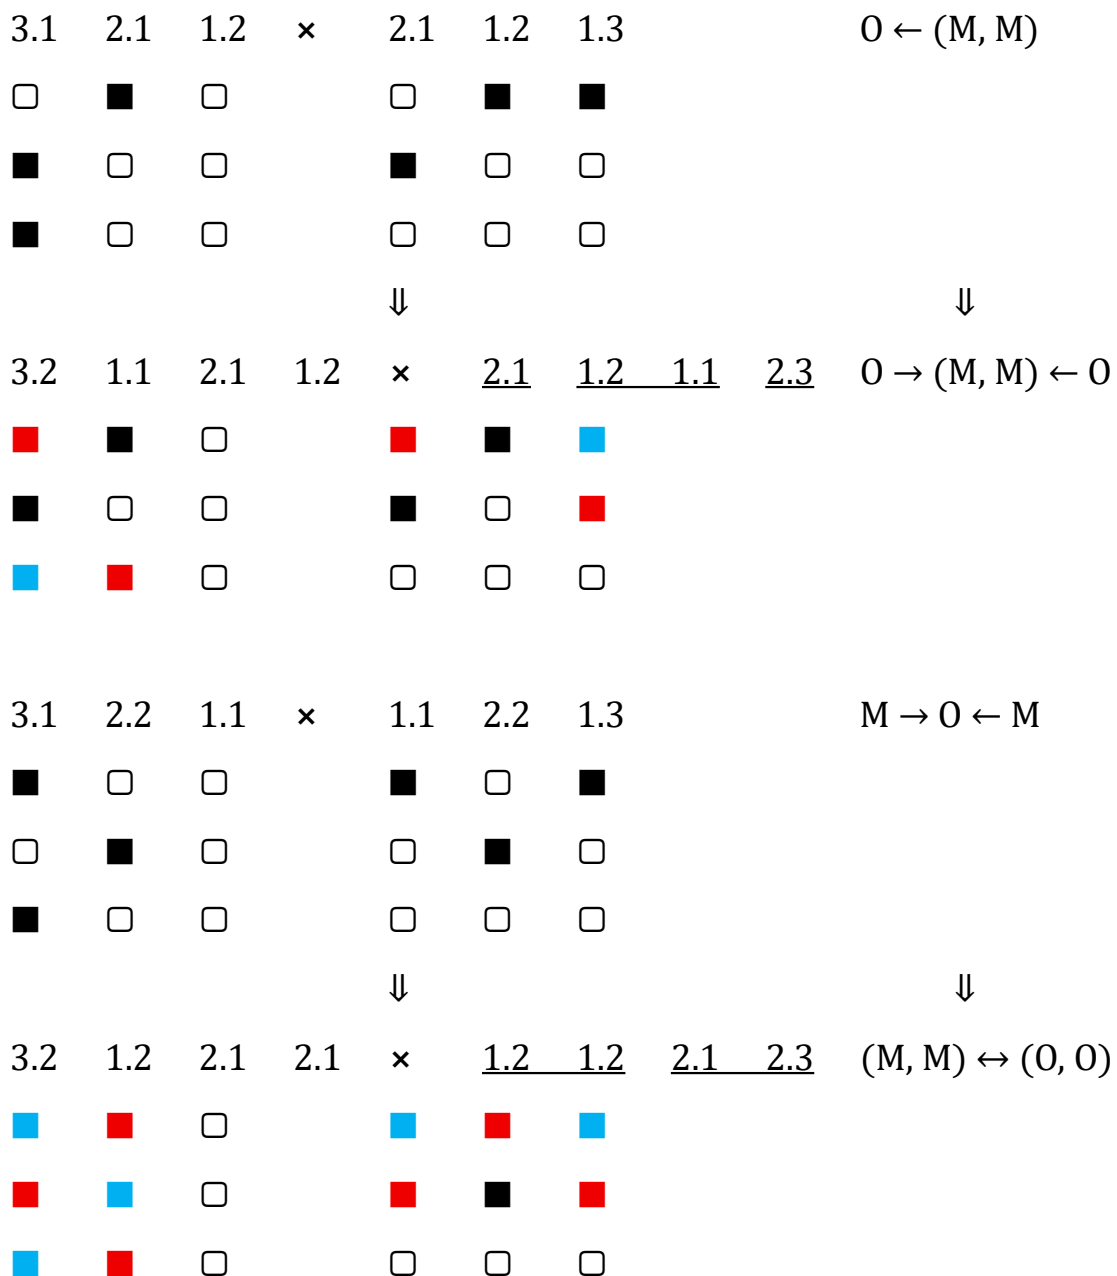 3.1 2.1 1.2 × 2.1 1.2 1.3 O ← (M, M)
⇓ ⇓
3.2 1.1 2.1 1.2 × 2.1 1.2 1.1 2.3 O → (M, M) ← O
3.1 2.2 1.1 × 1.1 2.2 1.3 M → O ← M
⇓ ⇓
3.2 1.2 2.1 2.1 × 1.2 1.2 2.1 2.3 (M, M) ↔ (O, O)